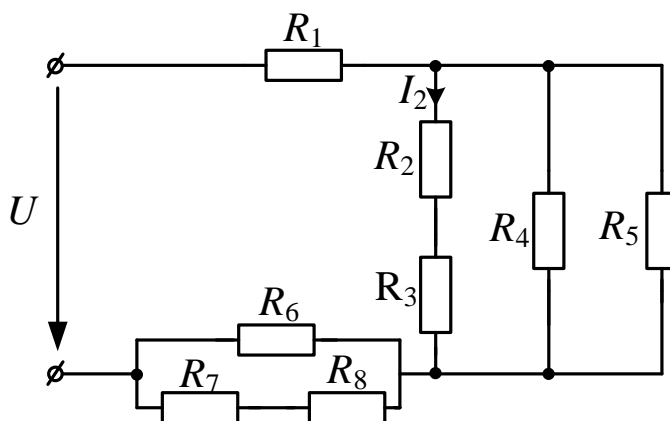 R₁
I₂
R₂
U
R₄
R₅
R₃
R₆
R₇
R₈